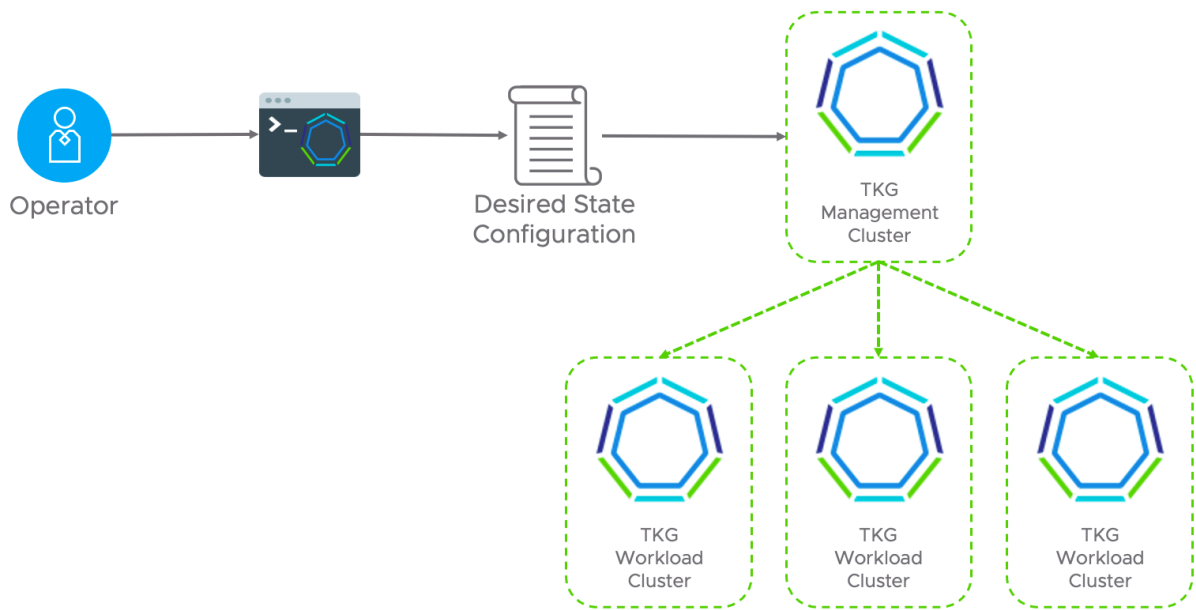 >_
Operator
Desired State
Configuration
TKG
Management
Cluster
TKG
Workload
Cluster
TKG
Workload
Cluster
TKG
Workload
Cluster